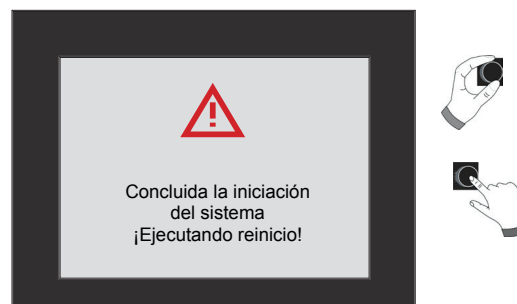 Concluida la iniciación
del sistema
¡Ejecutando reinicio!